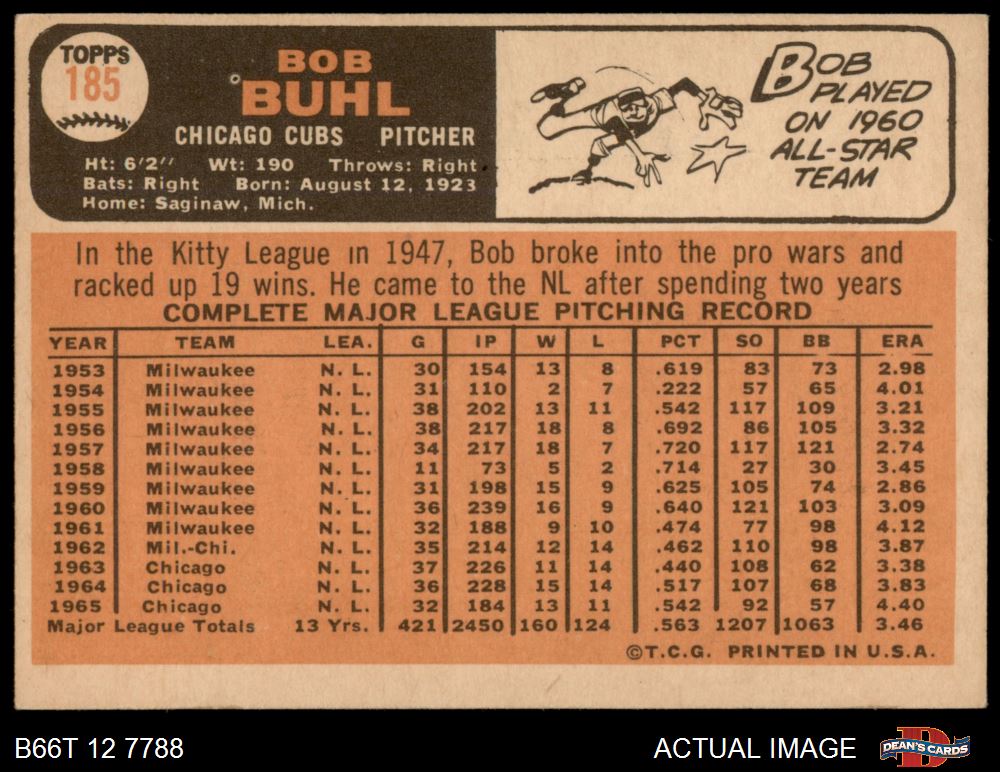 TOPPS
185
BOB
BUHL
CHICAGO CUBS PITCHER
Ht: 6'2" Wt: 190 Throws: Right
Bats: Right Born: August 12, 1923
Home: Saginaw, Mich.
BOB
PLAYED
ON 1960
ALL-STAR
TEAM
In the Kitty League in 1947, Bob broke into the pro wars and
racked up 19 wins. He came to the NL after spending two years
COMPLETE MAJOR LEAGUE PITCHING RECORD
YEAR TEAM LEA. G IP W L PCT SO BB ERA
1953 Milwaukee N. L. 30 154 13 8 .619 83 73 2.98
1954 Milwaukee N. L. 31 110 2 7 .222 57 65 4.01
1955 Milwaukee N. L. 38 202 13 11 .542 117 109 3.21
1956 Milwaukee N. L. 38 217 18 8 .692 86 105 3.32
1957 Milwaukee N. L. 34 217 18 7 .720 117 121 2.74
1958 Milwaukee N. L. 11 73 5 2 .714 27 30 3.45
1959 Milwaukee N. L. 31 198 15 9 .625 105 74 2.86
1960 Milwaukee N. L. 36 239 16 9 .640 121 103 3.09
1961 Milwaukee N. L. 32 188 9 10 .474 77 98 4.12
1962 Mil.-Chi. N. L. 35 214 12 14 .462 110 98 3.87
1963 Chicago N. L. 37 226 11 14 .440 108 62 3.38
1964 Chicago N. L. 36 228 15 14 .517 107 68 3.83
1965 Chicago N. L. 32 184 13 11 .542 92 57 4.40
Major League Totals 13 Yrs. 421 2450 160 124 .563 1207 1063 3.46
©T.C.G. PRINTED IN U.S.A.
B66T 12 7788
ACTUAL IMAGE
D
DEAN'S CARDS